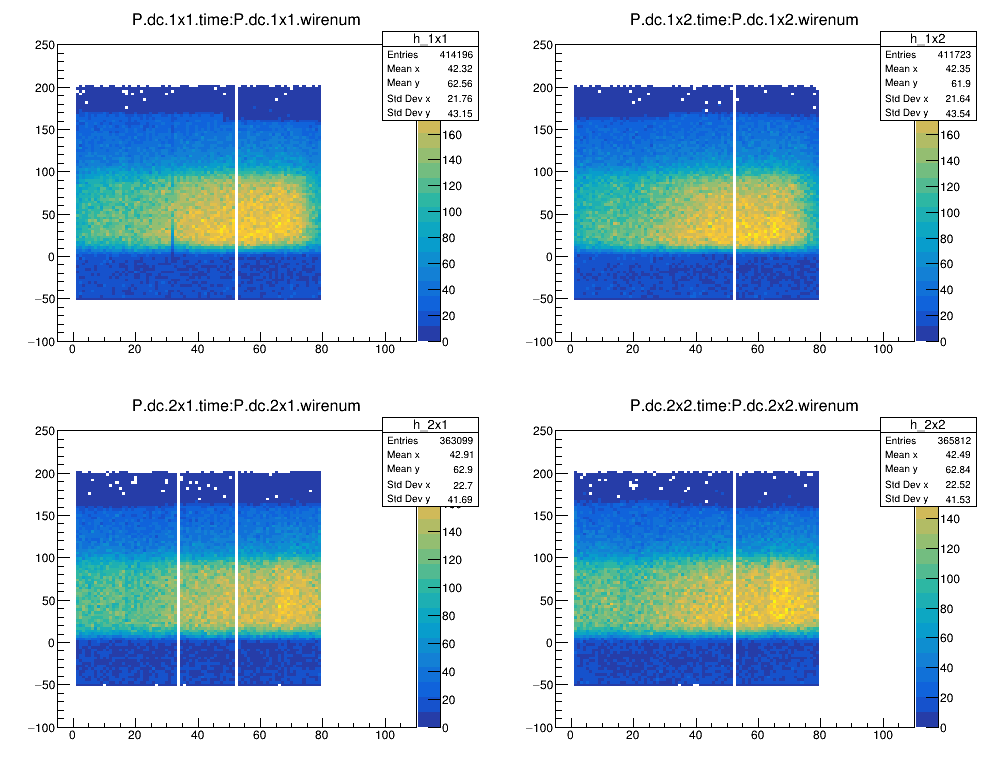 P.dc.1x1.time:P.dc.1x1.wirenum
h_1x1
Entries 414196
Mean x 42.32
Mean y 62.56
Std Dev x 21.76
Std Dev y 43.15
250
200
150
100
50
0
−50
−100
0 20 40 60 80 100
160
140
120
100
80
60
40
20
0
P.dc.1x2.time:P.dc.1x2.wirenum
h_1x2
Entries 411723
Mean x 42.35
Mean y 61.9
Std Dev x 21.64
Std Dev y 43.54
250
200
150
100
50
0
−50
−100
0 20 40 60 80 100
160
140
120
100
80
60
40
20
0
P.dc.2x1.time:P.dc.2x1.wirenum
h_2x1
Entries 363099
Mean x 42.91
Mean y 62.9
Std Dev x 22.7
Std Dev y 41.69
250
200
150
100
50
0
−50
−100
0 20 40 60 80 100
140
120
100
80
60
40
20
0
P.dc.2x2.time:P.dc.2x2.wirenum
h_2x2
Entries 365812
Mean x 42.49
Mean y 62.84
Std Dev x 22.52
Std Dev y 41.53
250
200
150
100
50
0
−50
−100
0 20 40 60 80 100
140
120
100
80
60
40
20
0